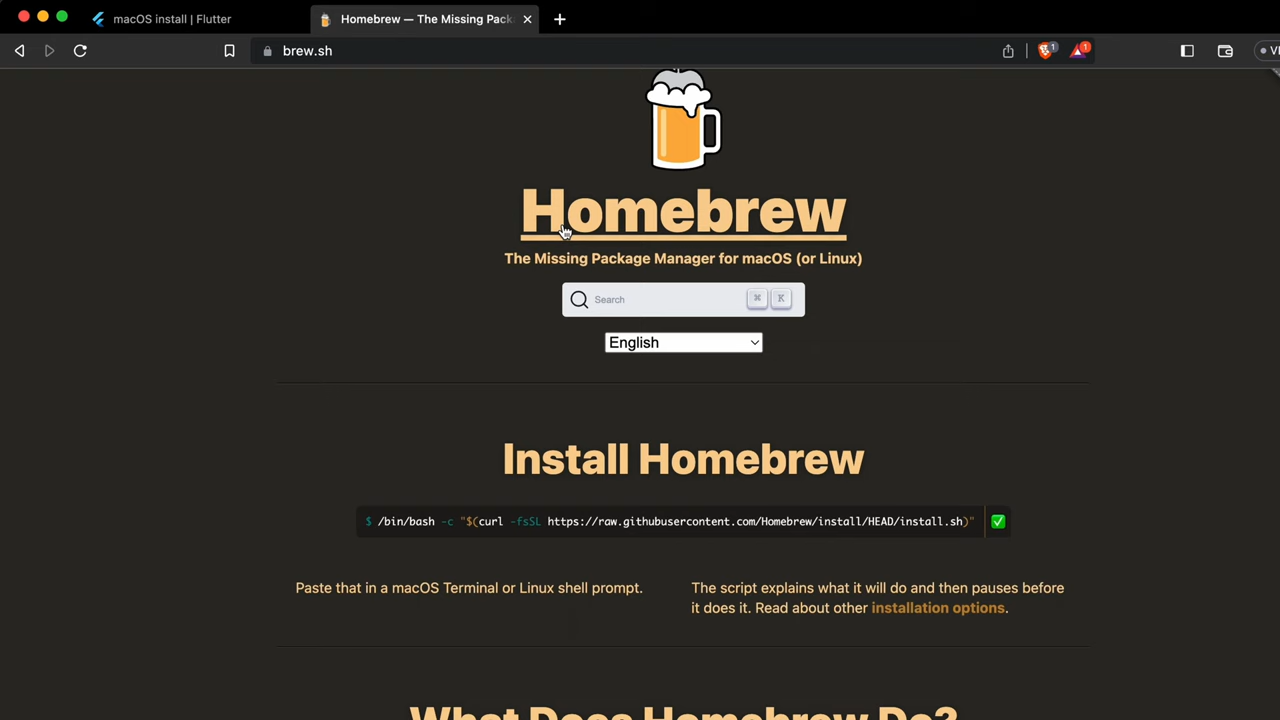 macOS install | Flutter
Homebrew — The Missing Pack
brew.sh
1
1
VI
Homebrew
The Missing Package Manager for macOS (or Linux)
Search
⌘ K
English
Install Homebrew
$ /bin/bash -c "$(curl -fsSL https://raw.githubusercontent.com/Homebrew/install/HEAD/install.sh)"
Paste that in a macOS Terminal or Linux shell prompt.
The script explains what it will do and then pauses before
it does it. Read about other installation options.
What Does Homebrew Do?